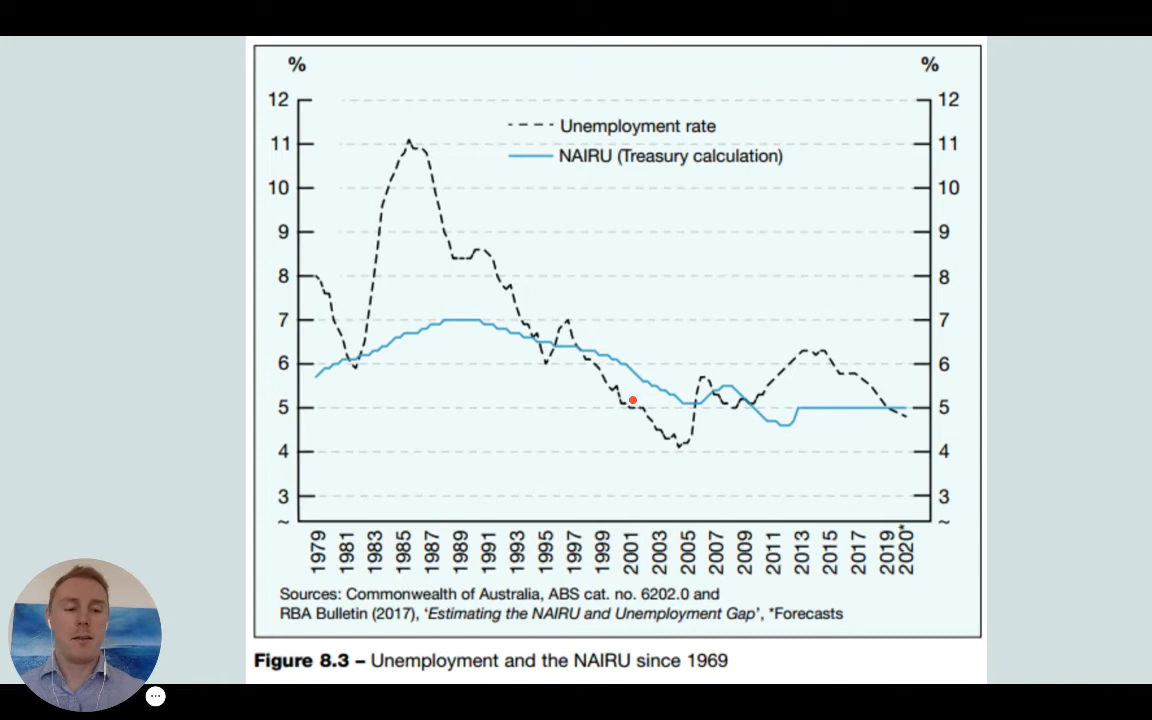 % %
12 12
11 11
10 10
9 9
8 8
7 7
6 6
5 5
4 4
3 3
~ ~
Unemployment rate
NAIRU (Treasury calculation)
1979 1981 1983 1985 1987 1989 1991 1993 1995 1997 1999 2001 2003 2005 2007 2009 2011 2013 2015 2017 2019 2020*
Sources: Commonwealth of Australia, ABS cat. no. 6202.0 and
RBA Bulletin (2017), ‘Estimating the NAIRU and Unemployment Gap’, *Forecasts
Figure 8.3 – Unemployment and the NAIRU since 1969